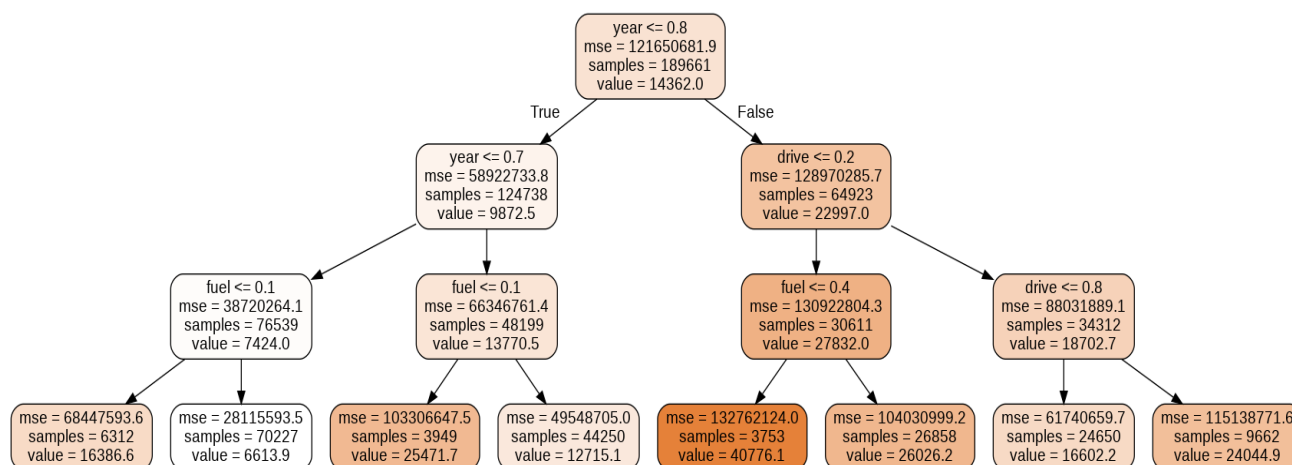 year <= 0.8
mse = 121650681.9
samples = 189661
value = 14362.0
True
False
year <= 0.7
mse = 58922733.8
samples = 124738
value = 9872.5
drive <= 0.2
mse = 128970285.7
samples = 64923
value = 22997.0
fuel <= 0.1
mse = 38720264.1
samples = 76539
value = 7424.0
fuel <= 0.1
mse = 66346761.4
samples = 48199
value = 13770.5
fuel <= 0.4
mse = 130922804.3
samples = 30611
value = 27832.0
drive <= 0.8
mse = 88031889.1
samples = 34312
value = 18702.7
mse = 68447593.6
samples = 6312
value = 16386.6
mse = 28115593.5
samples = 70227
value = 6613.9
mse = 103306647.5
samples = 3949
value = 25471.7
mse = 49548705.0
samples = 44250
value = 12715.1
mse = 132762124.0
samples = 3753
value = 40776.1
mse = 104030999.2
samples = 26858
value = 26026.2
mse = 61740659.7
samples = 24650
value = 16602.2
mse = 115138771.6
samples = 9662
value = 24044.9